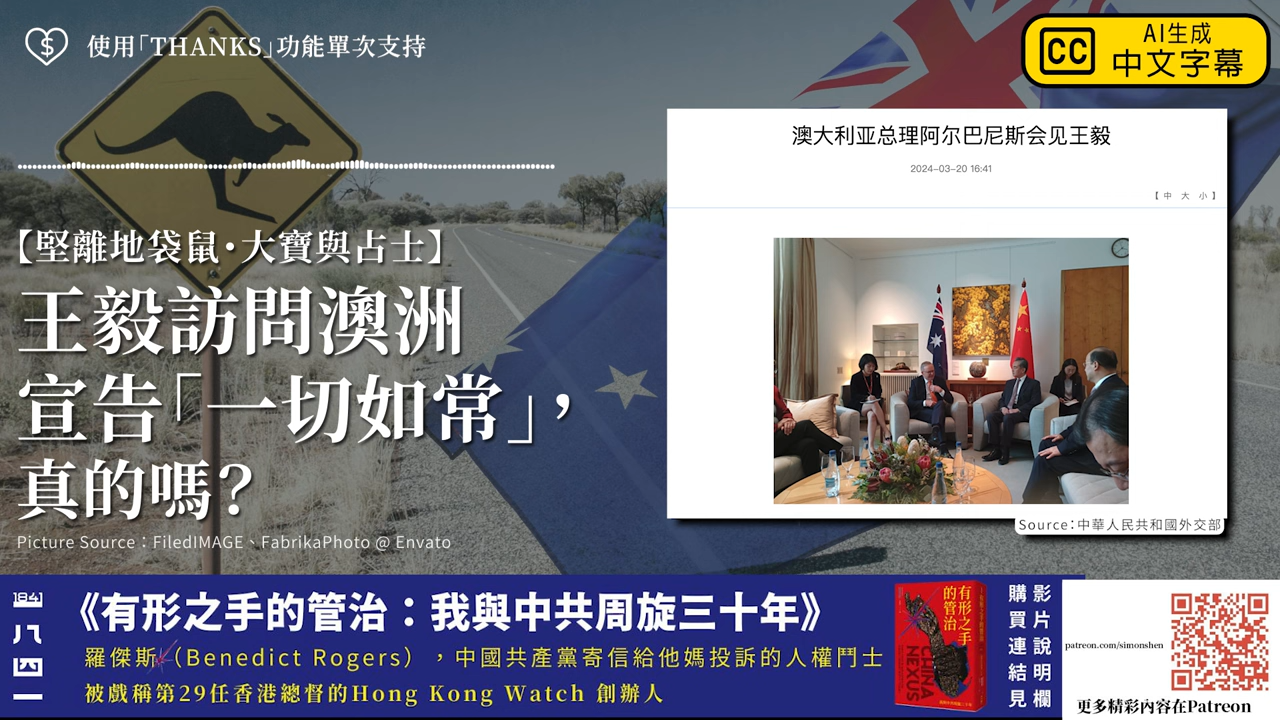 使用「THANKS」功能單次支持
CC
AI生成
中文字幕
澳大利亚总理阿尔巴尼斯会见王毅
2024-03-20 16:41
【中 大 小】
【堅離地袋鼠·大寶與占士】
王毅訪問澳洲
宣告「一切如常」,
真的嗎?
Picture Source：FiledIMAGE、FabrikaPhoto @ Envato
Source:中華人民共和國外交部
1841
一八四一
《有形之手的管治：我與中共周旋三十年》
羅傑斯（Benedict Rogers），中國共產黨寄信給他媽投訴的人權鬥士
被戲稱第29任香港總督的Hong Kong Watch 創辦人
有形之手
的管治
CHINA
NEXUS
影片說明欄
購買連結見
patreon.com/simonshen
更多精彩內容在Patreon